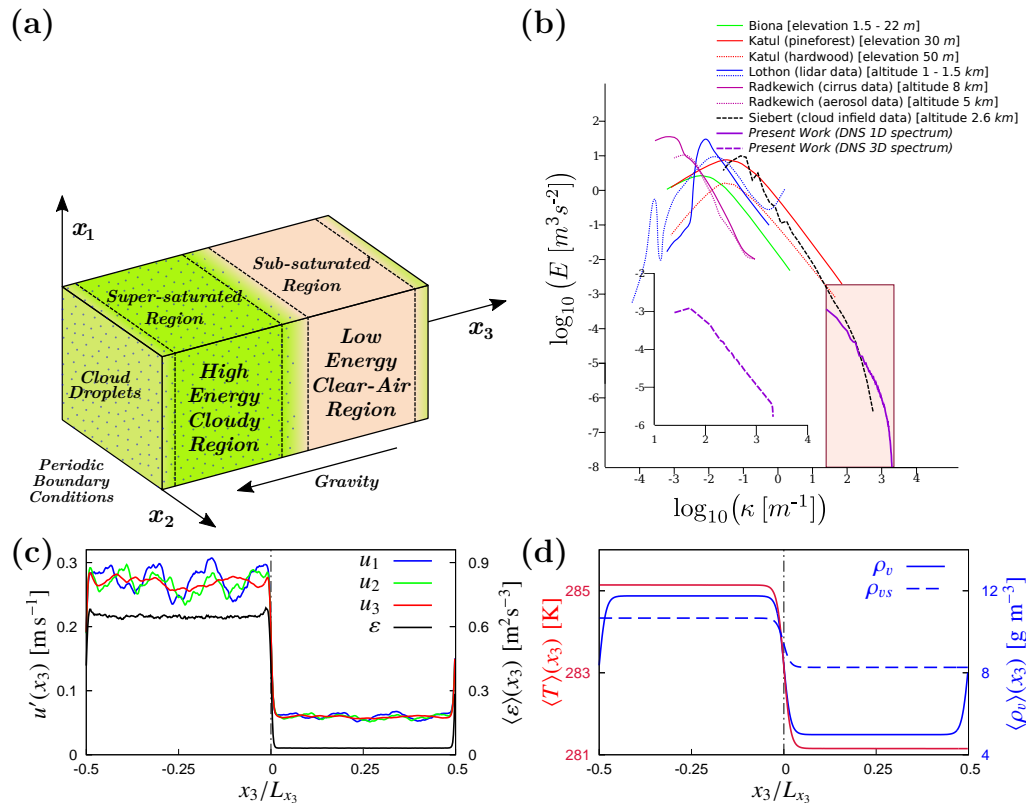 (a)
x₁
Sub-saturated
Region
Super-saturated
Region
x₃
Cloud
Droplets
High
Energy
Cloudy
Region
Low
Energy
Clear-Air
Region
Periodic
Boundary
Conditions
x₂
Gravity
(b)
Biona [elevation 1.5 - 22 m]
Katul (pineforest) [elevation 30 m]
Katul (hardwood) [elevation 50 m]
Lothon (lidar data) [altitude 1 - 1.5 km]
Radkewich (cirrus data) [altitude 8 km]
Radkewich (aerosol data) [altitude 5 km]
Siebert (cloud infield data) [altitude 2.6 km]
Present Work (DNS 1D spectrum)
Present Work (DNS 3D spectrum)
log₁₀(E [m³s⁻²])
2
1
0
-1
-2
-3
-4
-5
-6
-7
-8
-2
-3
-4
-5
-6
1 2 3 4
-4 -3 -2 -1 0 1 2 3 4
log₁₀(κ [m⁻¹])
(c)
u′(x₃) [m s⁻¹]
0.3
0.2
0.1
0
u₁
u₂
u₃
ε
0.9
0.6
0.3
0.0
⟨ε⟩(x₃) [m²s⁻³]
-0.5 -0.25 0 0.25 0.5
x₃/Lₓ₃
(d)
⟨T⟩(x₃) [K]
285
283
281
ρᵥ
ρᵥₛ
12
8
4
⟨ρᵥ⟩(x₃) [g m⁻³]
-0.5 -0.25 0 0.25 0.5
x₃/Lₓ₃